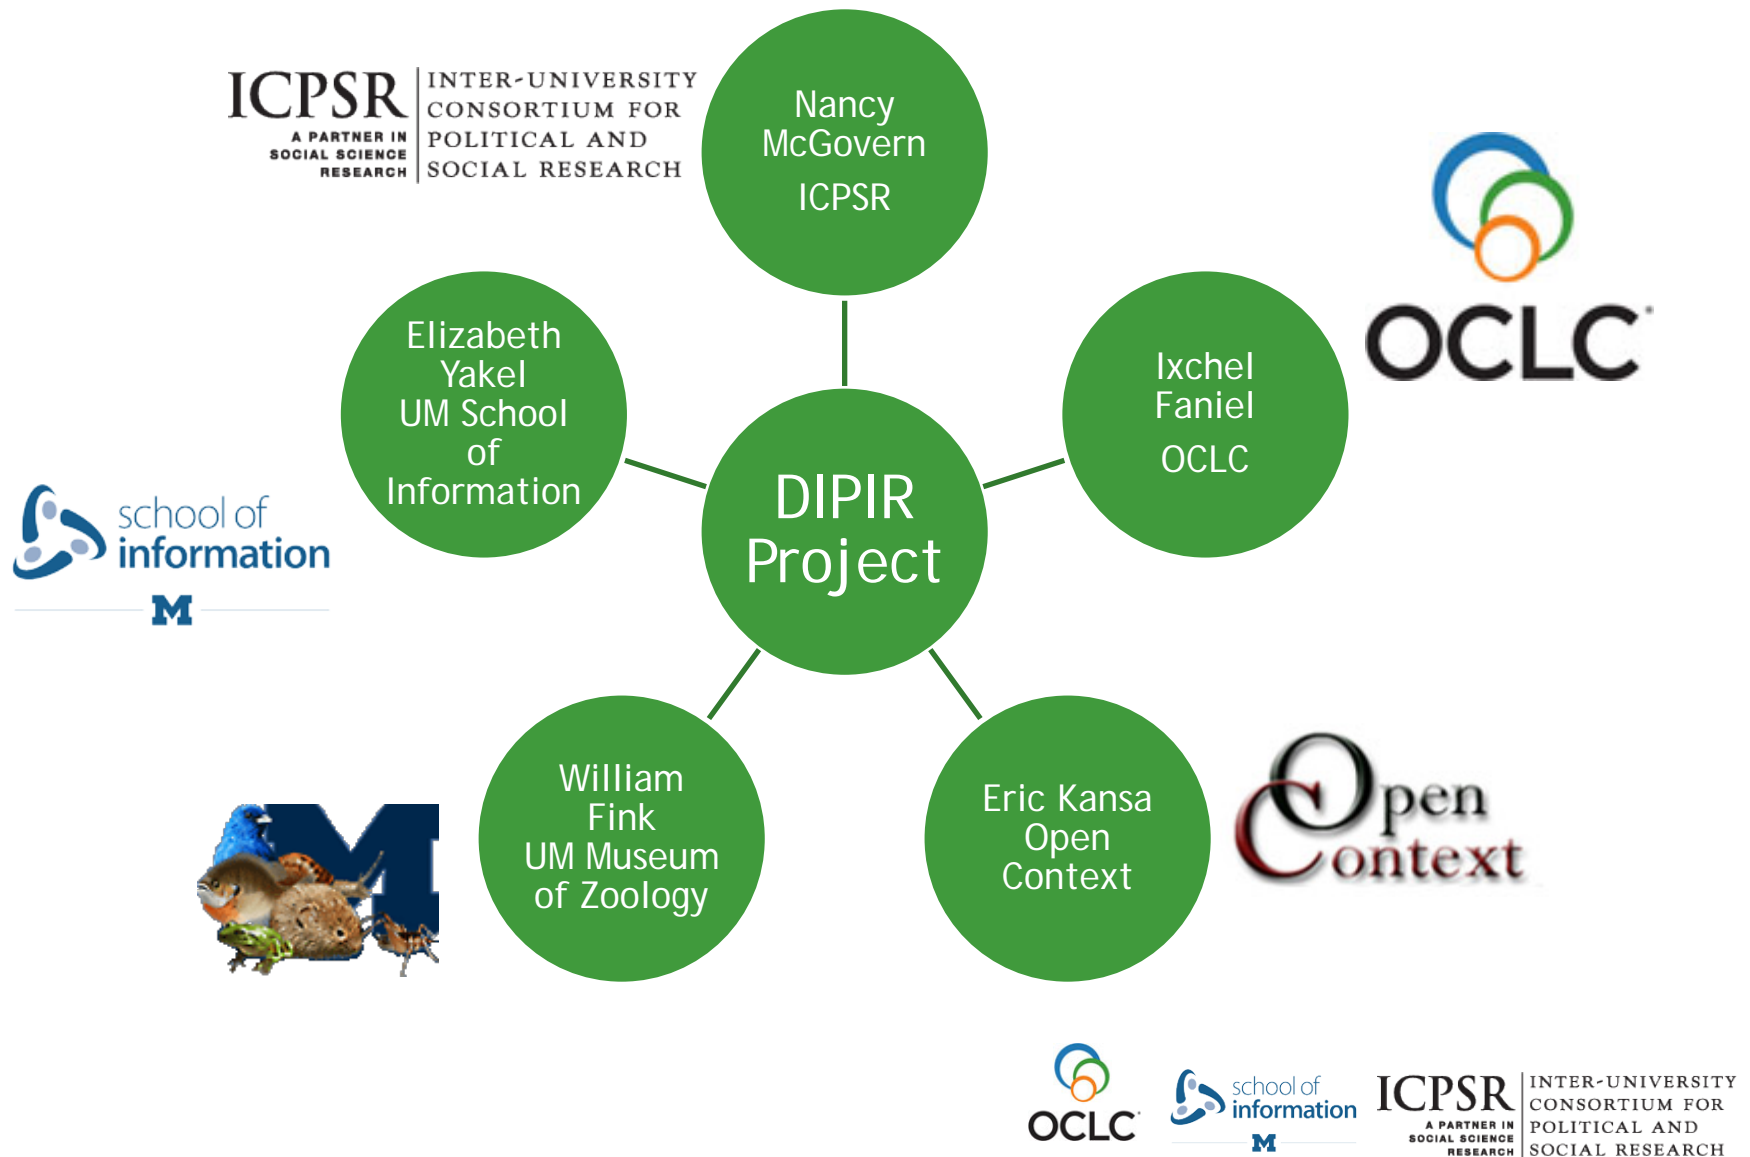 ICPSR
A PARTNER IN
SOCIAL SCIENCE
RESEARCH
INTER-UNIVERSITY
CONSORTIUM FOR
POLITICAL AND
SOCIAL RESEARCH
Nancy
McGovern
ICPSR
OCLC
Ixchel
Faniel
OCLC
Elizabeth
Yakel
UM School
of
Information
school of
information
M
DIPIR
Project
William
Fink
UM Museum
of Zoology
M
Eric Kansa
Open
Context
Open
Context
OCLC
school of
information
M
ICPSR
A PARTNER IN
SOCIAL SCIENCE
RESEARCH
INTER-UNIVERSITY
CONSORTIUM FOR
POLITICAL AND
SOCIAL RESEARCH